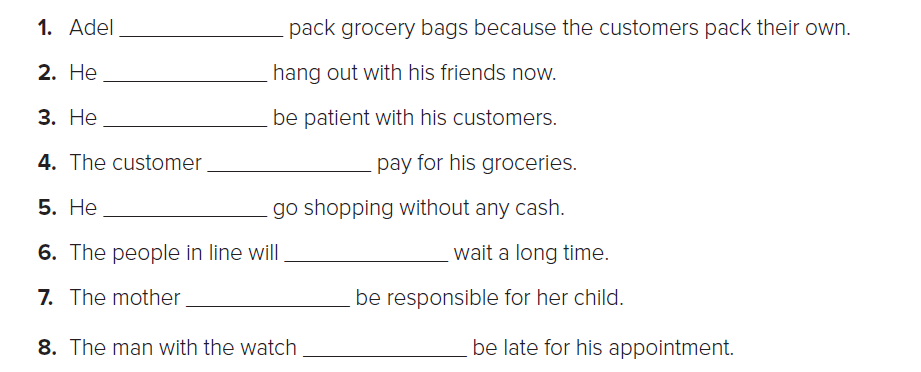 1. Adel _______________ pack grocery bags because the customers pack their own.
2. He _______________ hang out with his friends now.
3. He _______________ be patient with his customers.
4. The customer _______________ pay for his groceries.
5. He _______________ go shopping without any cash.
6. The people in line will _______________ wait a long time.
7. The mother _______________ be responsible for her child.
8. The man with the watch _______________ be late for his appointment.